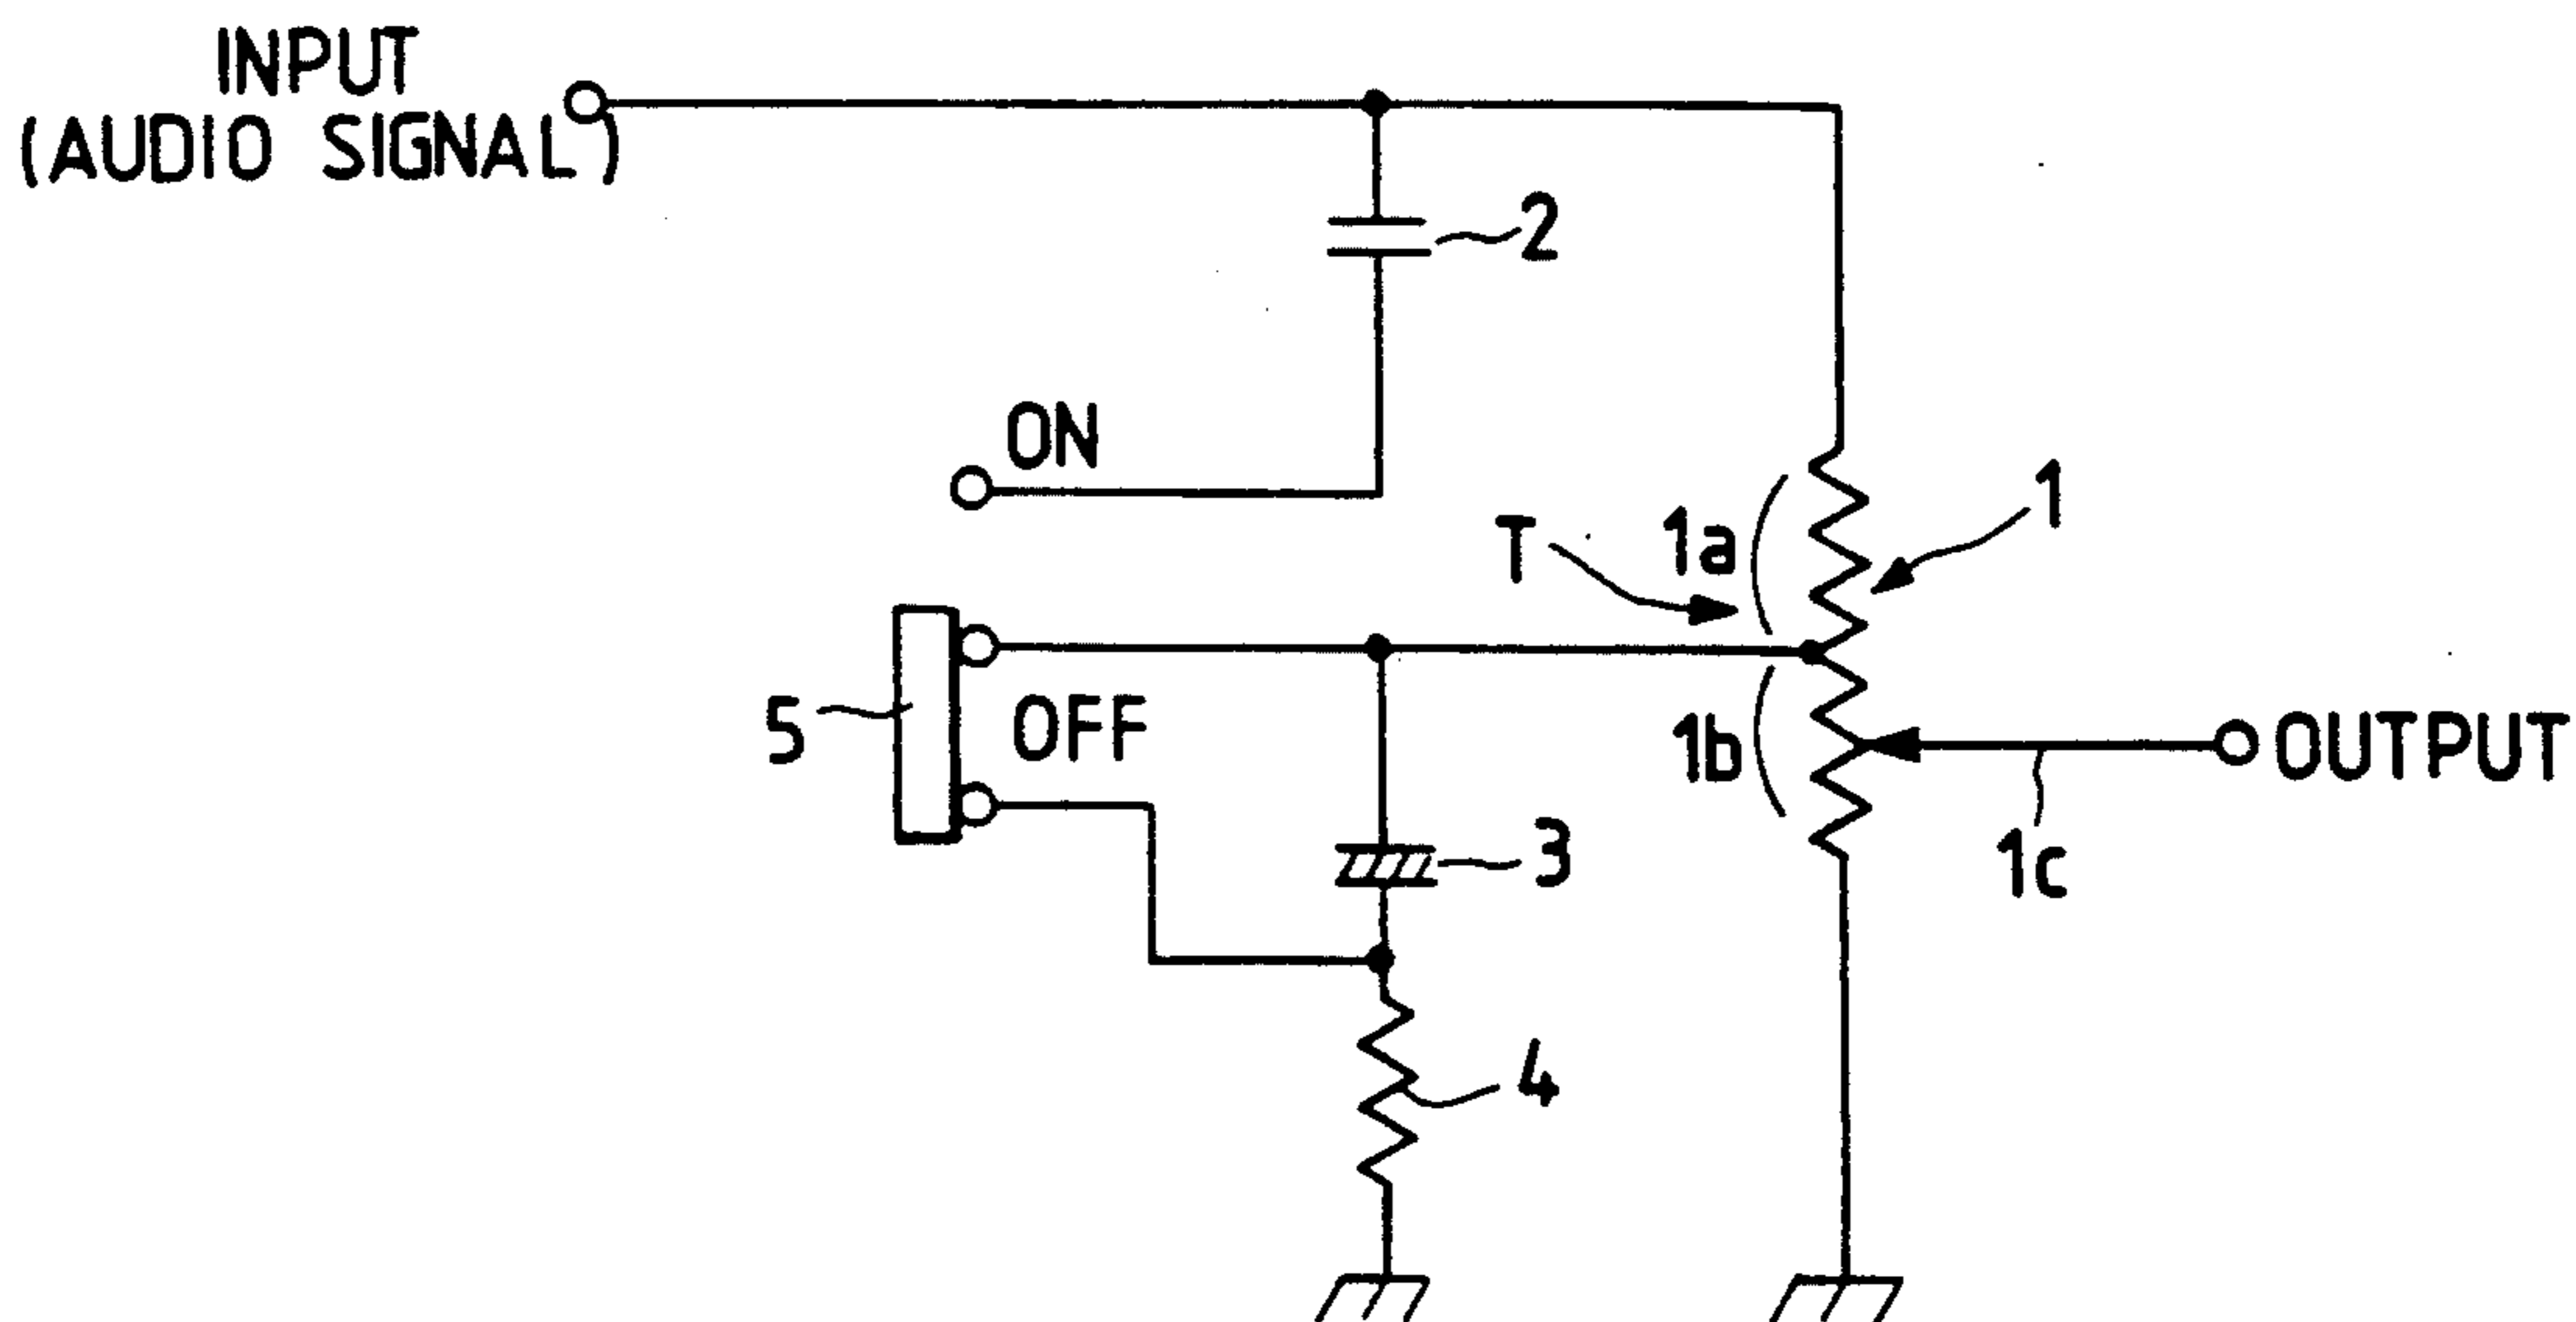 INPUT
(AUDIO SIGNAL)
2
ON
1
T
1a
5
OFF
1b
OUTPUT
3
1c
4